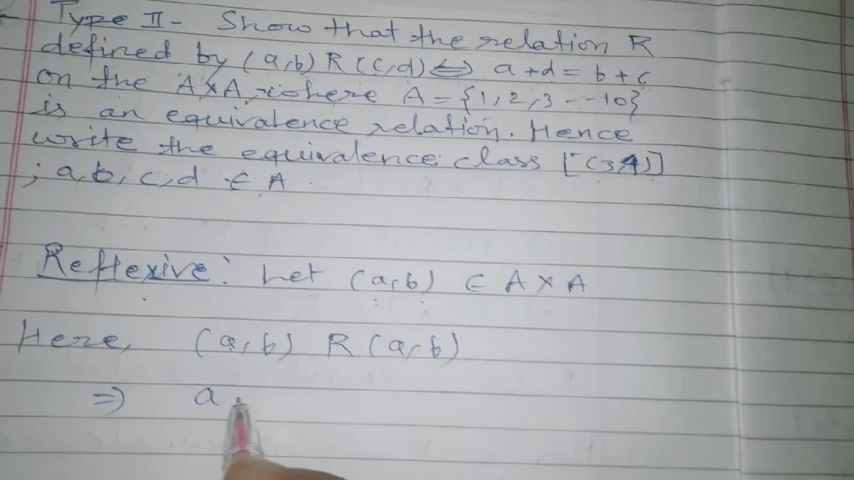 Type II - Show that the relation R
defined by (a,b) R (c,d) ⇔ a+d = b+c
on the A×A, where A = {1,2,3 - - 10}
is an equivalence relation. Hence
write the equivalence class [(3,4)]
; a,b,c,d ∈ A
Reflexive: Let (a,b) ∈ A×A
Here, (a,b) R (a,b)
⇒ a